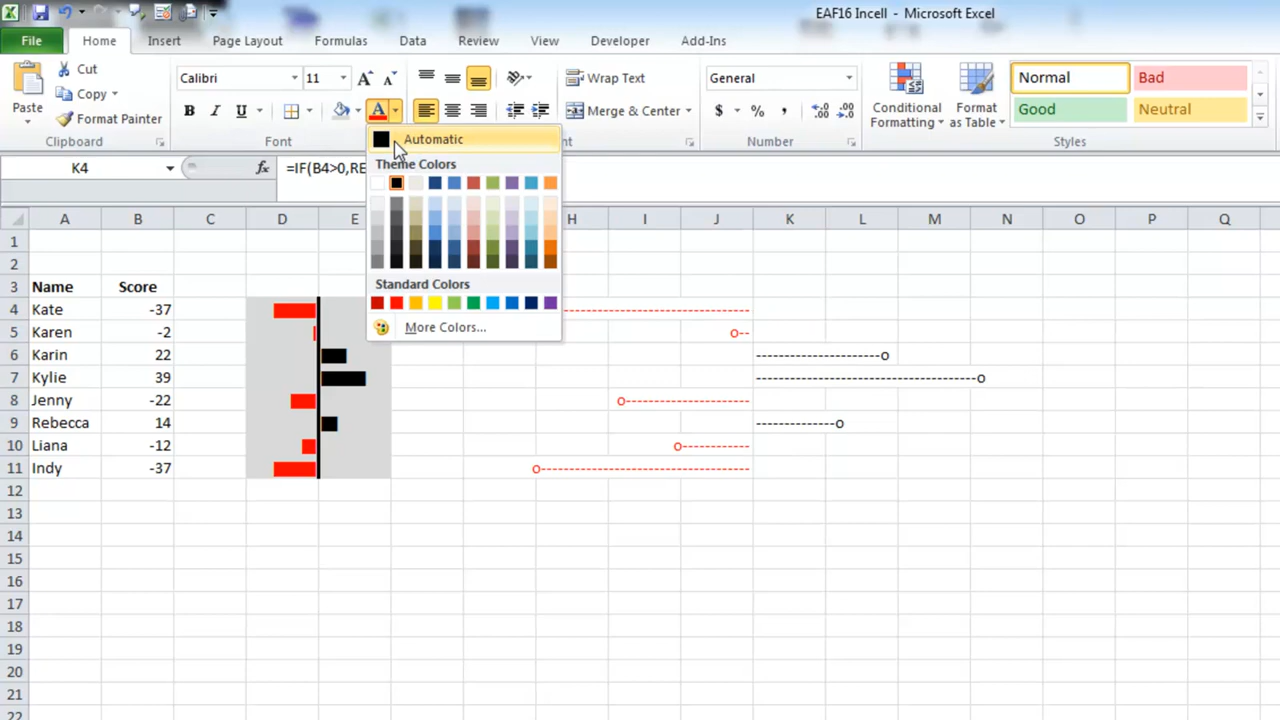 EAF16 Incell - Microsoft Excel
File Home Insert Page Layout Formulas Data Review View Developer Add-Ins
Cut
Copy
Format Painter
Paste
Clipboard
Calibri 11
B I U
Font
Wrap Text
Merge & Center
General
$ % ,
Number
Conditional Formatting
Format as Table
Normal Bad
Good Neutral
Styles
Automatic
Theme Colors
Standard Colors
More Colors...
K4 fx =IF(B4>0,RE
A B C D E H I J K L M N O P Q
1
2
3 Name Score
4 Kate -37 -------------------------
5 Karen -2 o--
6 Karin 22 ----------------------o
7 Kylie 39 ---------------------------------------o
8 Jenny -22 o----------------------
9 Rebecca 14 --------------o
10 Liana -12 o------------
11 Indy -37 o-------------------------------------
12
13
14
15
16
17
18
19
20
21
22